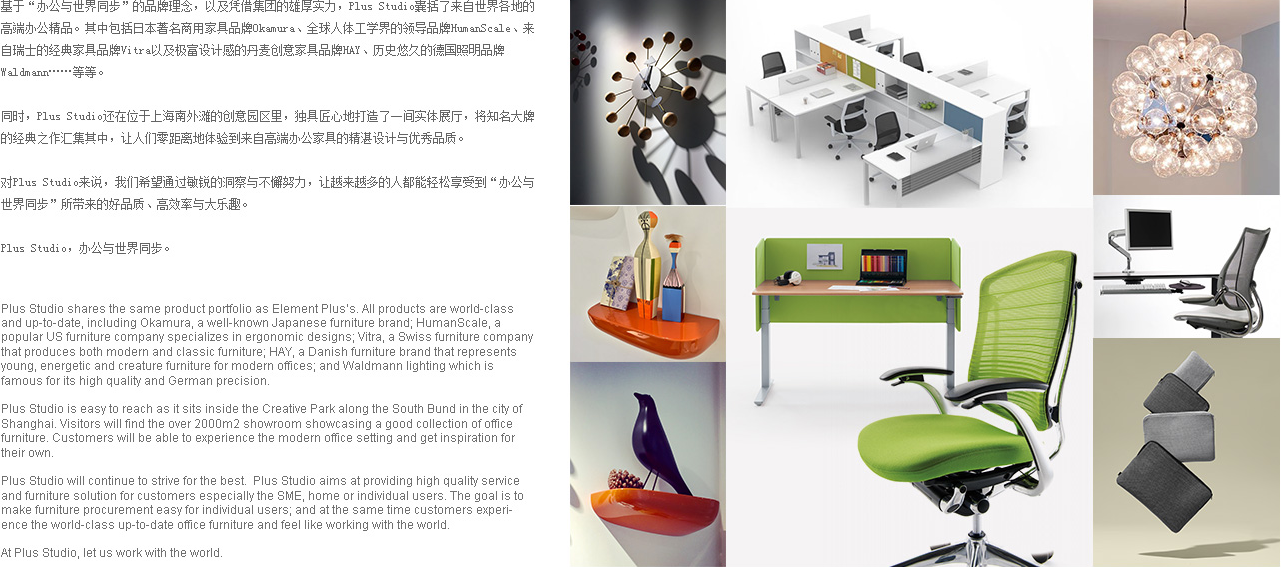 基于“办公与世界同步”的品牌理念，以及凭借集团的雄厚实力，Plus Studio囊括了来自世界各地的
高端办公精品。其中包括日本著名商用家具品牌Okamura、全球人体工学界的领导品牌HumanScale、来
自瑞士的经典家具品牌Vitra以及极富设计感的丹麦创意家具品牌HAY、历史悠久的德国照明品牌
Waldmann……等等。
同时，Plus Studio还在位于上海南外滩的创意园区里，独具匠心地打造了一间实体展厅，将知名大牌
的经典之作汇集其中，让人们零距离地体验到来自高端办公家具的精湛设计与优秀品质。
对Plus Studio来说，我们希望通过敏锐的洞察与不懈努力，让越来越多的人都能轻松享受到“办公与
世界同步”所带来的好品质、高效率与大乐趣。
Plus Studio，办公与世界同步。
Plus Studio shares the same product portfolio as Element Plus's. All products are world-class
and up-to-date, including Okamura, a well-known Japanese furniture brand; HumanScale, a
popular US furniture company specializes in ergonomic designs; Vitra, a Swiss furniture company
that produces both modern and classic furniture; HAY, a Danish furniture brand that represents
young, energetic and creature furniture for modern offices; and Waldmann lighting which is
famous for its high quality and German precision.
Plus Studio is easy to reach as it sits inside the Creative Park along the South Bund in the city of
Shanghai. Visitors will find the over 200m² showroom showcasing a good collection of office
furniture. Customers will be able to experience the modern office setting and get inspiration for
their own.
Plus Studio will continue to strive for the best. Plus Studio aims at providing high quality service
and furniture solution for customers especially the small home or individual users. The goal is to
make furniture procurement easy for individual users, and at the same time customers experi-
ence the world-class up-to-date office furniture and feel like working with the world.
At Plus Studio, let us work with the world.